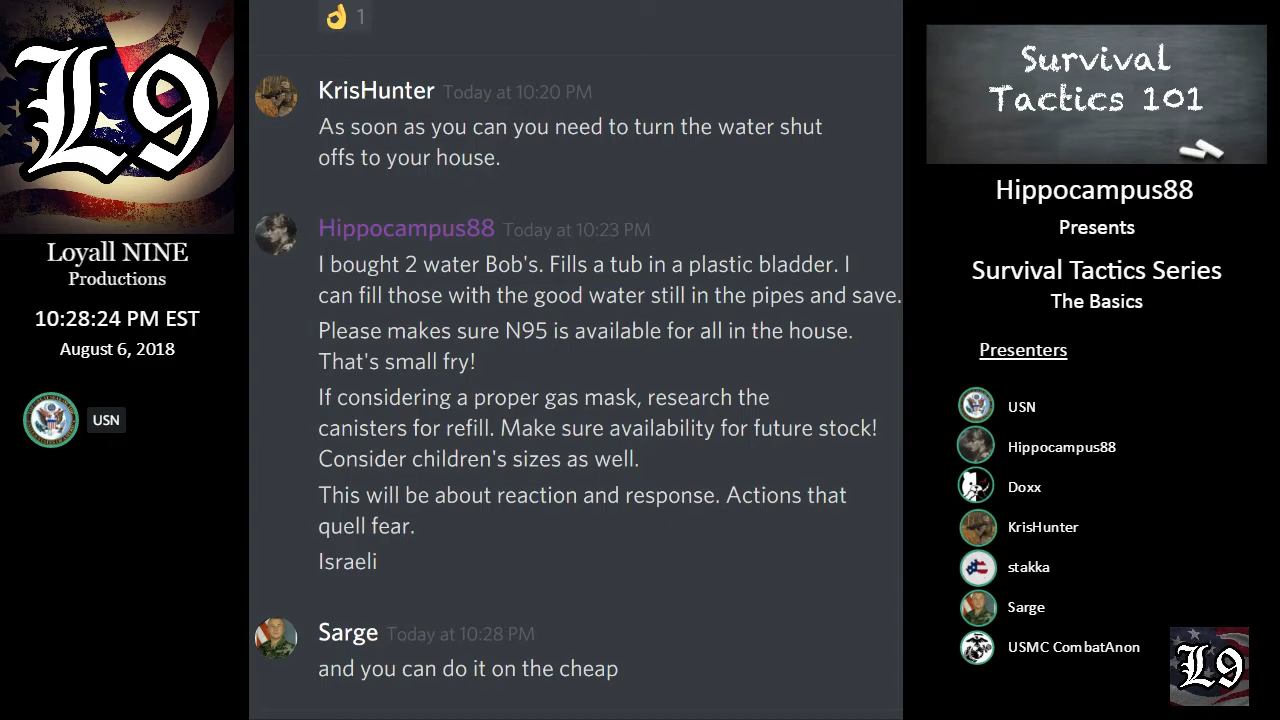 L9
Loyall NINE
Productions
10:28:24 PM EST
August 6, 2018
USN
👌 1
KrisHunter Today at 10:20 PM
As soon as you can you need to turn the water shut
offs to your house.
Hippocampus88 Today at 10:23 PM
I bought 2 water Bob's. Fills a tub in a plastic bladder. I
can fill those with the good water still in the pipes and save.
Please makes sure N95 is available for all in the house.
That's small fry!
If considering a proper gas mask, research the
canisters for refill. Make sure availability for future stock!
Consider children's sizes as well.
This will be about reaction and response. Actions that
quell fear.
Israeli
Sarge Today at 10:28 PM
and you can do it on the cheap
Survival
Tactics 101
Hippocampus88
Presents
Survival Tactics Series
The Basics
Presenters
USN
Hippocampus88
Doxx
KrisHunter
stakka
Sarge
USMC CombatAnon
L9